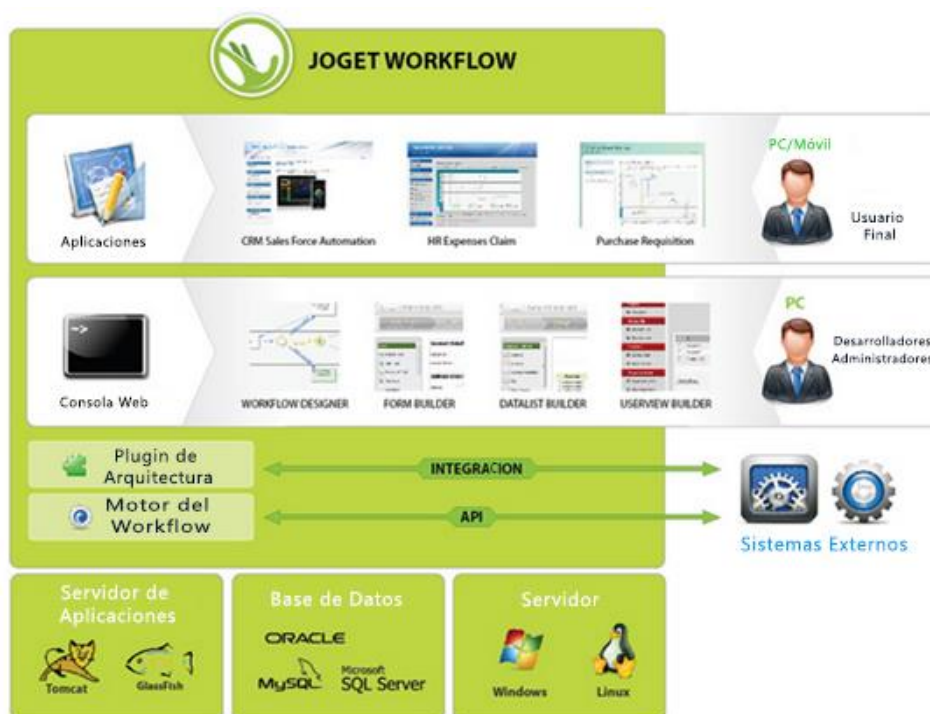 JOGET WORKFLOW
Aplicaciones
CRM Sales Force Automation
HR Expenses Claim
Purchase Requisition
PC/Móvil
Usuario
Final
Consola Web
WORKFLOW DESIGNER
FORM BUILDER
DATALIST BUILDER
USERVIEW BUILDER
PC
Desarrolladores
Administradores
Plugin de
Arquitectura
INTEGRACION
Motor del
Workflow
API
Sistemas Externos
Servidor de
Aplicaciones
Tomcat
GlassFish
Base de Datos
ORACLE
MySQL
Microsoft
SQL Server
Servidor
Windows
Linux